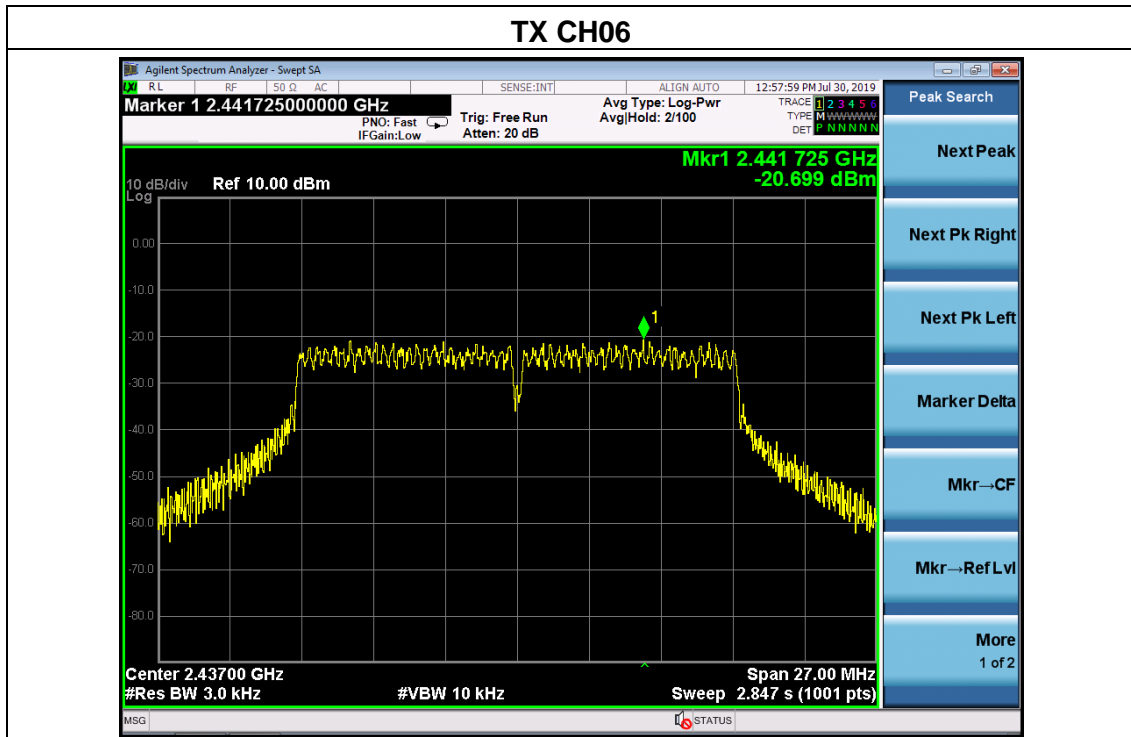 TX CH06
Agilent Spectrum Analyzer - Swept SA
LXI RL RF 50 Ω AC SENSE:INT ALIGN AUTO 12:57:59 PM Jul 30, 2019
Marker 1 2.441725000000 GHz
PNO: Fast
IFGain:Low
Trig: Free Run
Atten: 20 dB
Avg Type: Log-Pwr
Avg|Hold: 2/100
TRACE 1 2 3 4 5 6
TYPE M WWWWW
DET P N N N N N
Peak Search
Mkr1 2.441 725 GHz
-20.699 dBm
10 dB/div Ref 10.00 dBm
Log
0.00
-10.0
-20.0
-30.0
-40.0
-50.0
-60.0
-70.0
-80.0
1
Center 2.43700 GHz
Span 27.00 MHz
#Res BW 3.0 kHz
#VBW 10 kHz
Sweep 2.847 s (1001 pts)
Next Peak
Next Pk Right
Next Pk Left
Marker Delta
Mkr→CF
Mkr→Ref Lvl
More
1 of 2
MSG
STATUS